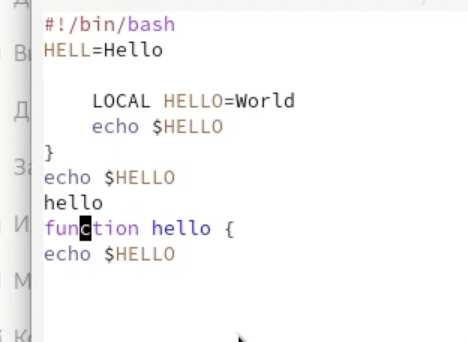 #!/bin/bash
HELL=Hello
LOCAL HELLO=World
echo $HELLO
}
echo $HELLO
hello
function hello {
echo $HELLO